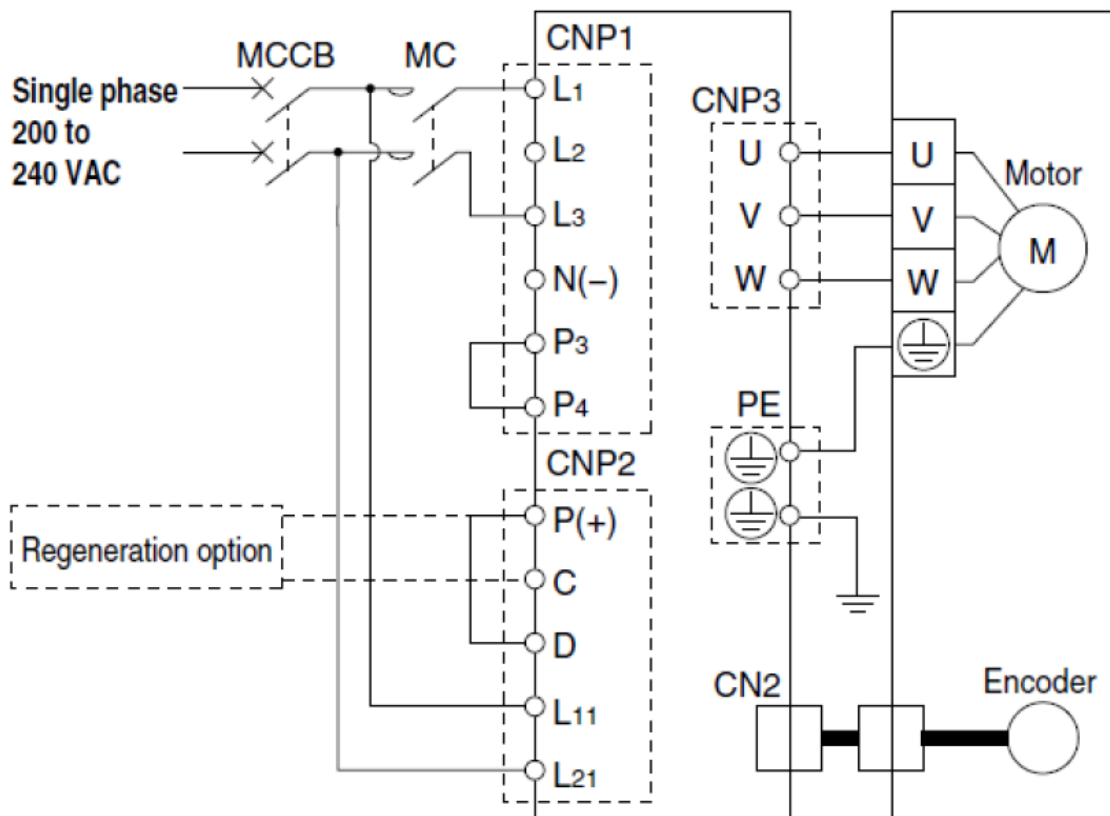 CNP1
MCCB
MC
Single phase
200 to
240 VAC
L1
L2
L3
N(−)
P3
P4
CNP3
U
V
W
U
V
W
Motor
M
PE
CNP2
P(+)
C
D
L11
L21
Regeneration option
CN2
Encoder